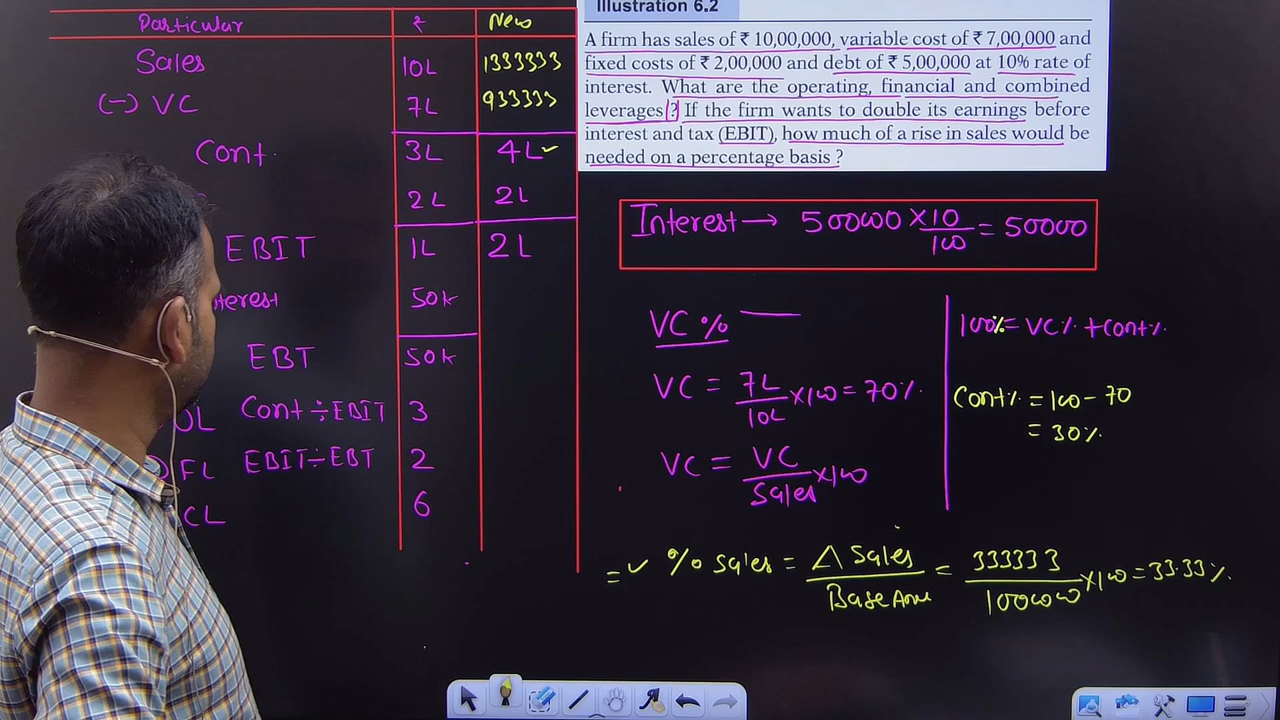 Particular ₹ New
Sales 10L 1333333
(-) VC 7L 933333
Cont. 3L 4L ✓
2L 2L
EBIT 1L 2L
terest 50k
EBT 50k
OL Cont ÷ EBIT 3
FL EBIT ÷ EBT 2
CL 6
Illustration 6.2
A firm has sales of ₹ 10,00,000, variable cost of ₹ 7,00,000 and
fixed costs of ₹ 2,00,000 and debt of ₹ 5,00,000 at 10% rate of
interest. What are the operating, financial and combined
leverages ? If the firm wants to double its earnings before
interest and tax (EBIT), how much of a rise in sales would be
needed on a percentage basis ?
Interest → 500000 × 10/100 = 50000
VC %
VC = 7L/10L × 100 = 70%
VC = VC/Sales × 100
100% = VC% + Cont%
Cont% = 100 - 70
= 30%
= ✓ % Sales = Δ Sales/Base Amt = 333333/1000000 × 100 = 33.33%